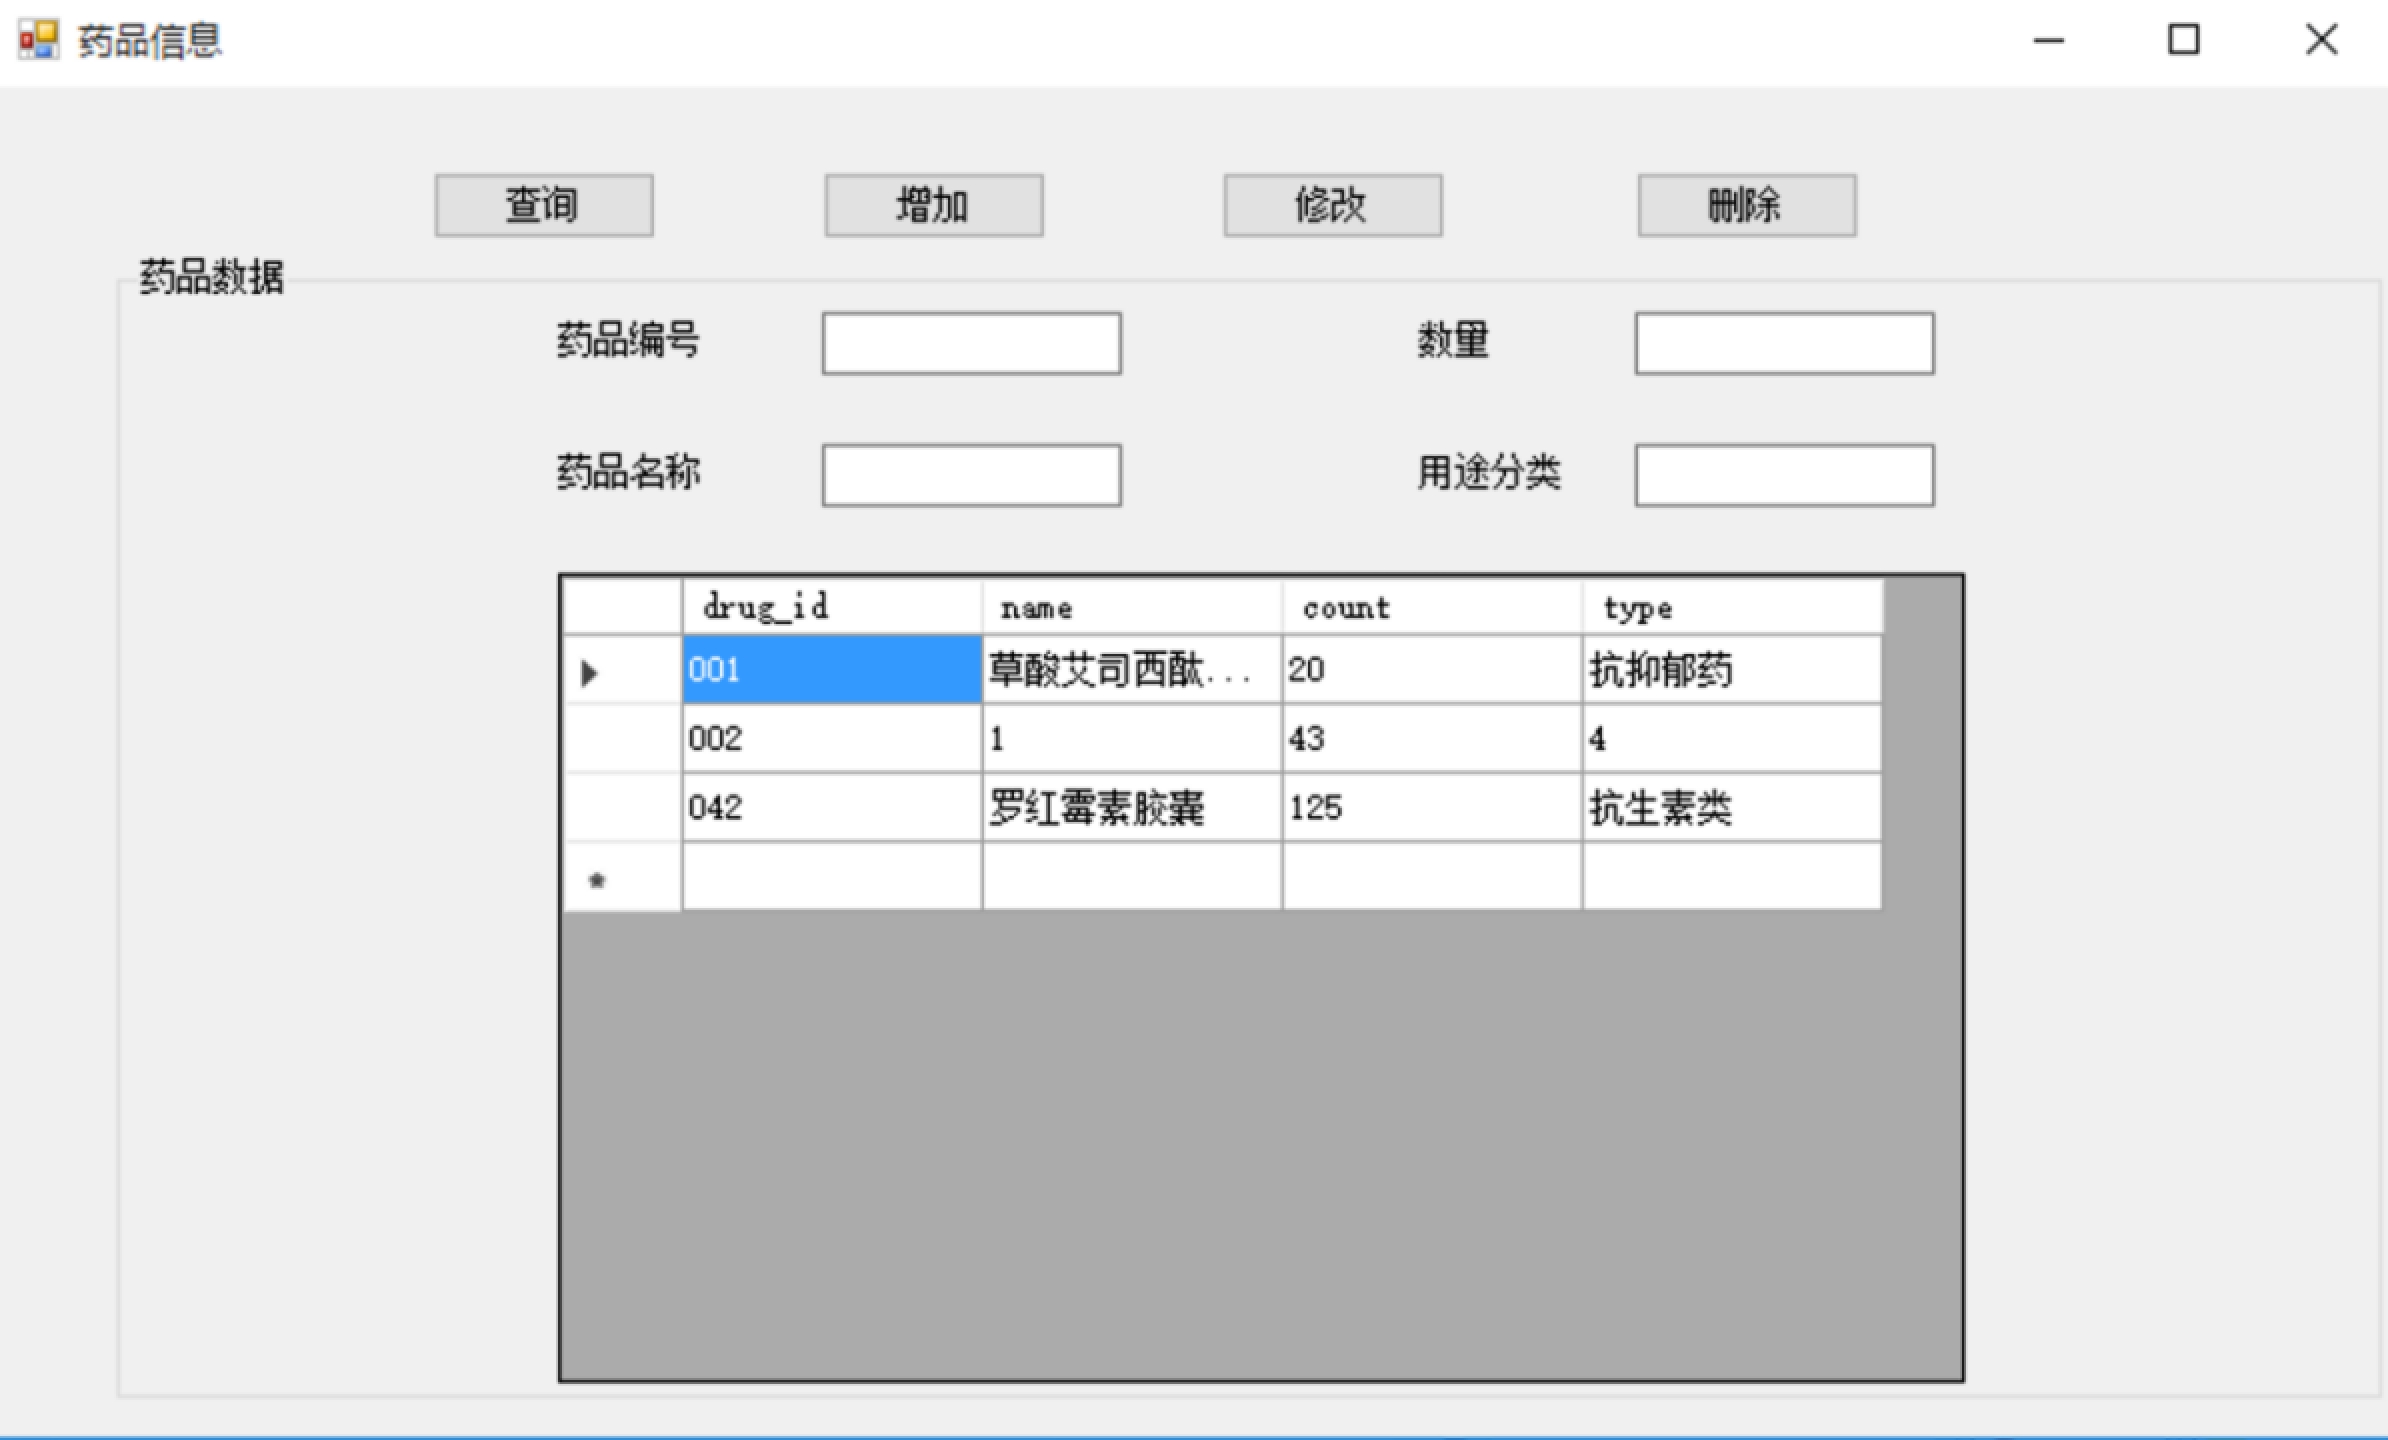 药品信息
查询 增加 修改 删除
药品数据
药品编号 数量
药品名称 用途分类
drug_id name count type
001 草酸艾司西酞... 20 抗抑郁药
002 1 43 4
042 罗红霉素胶囊 125 抗生素类
*